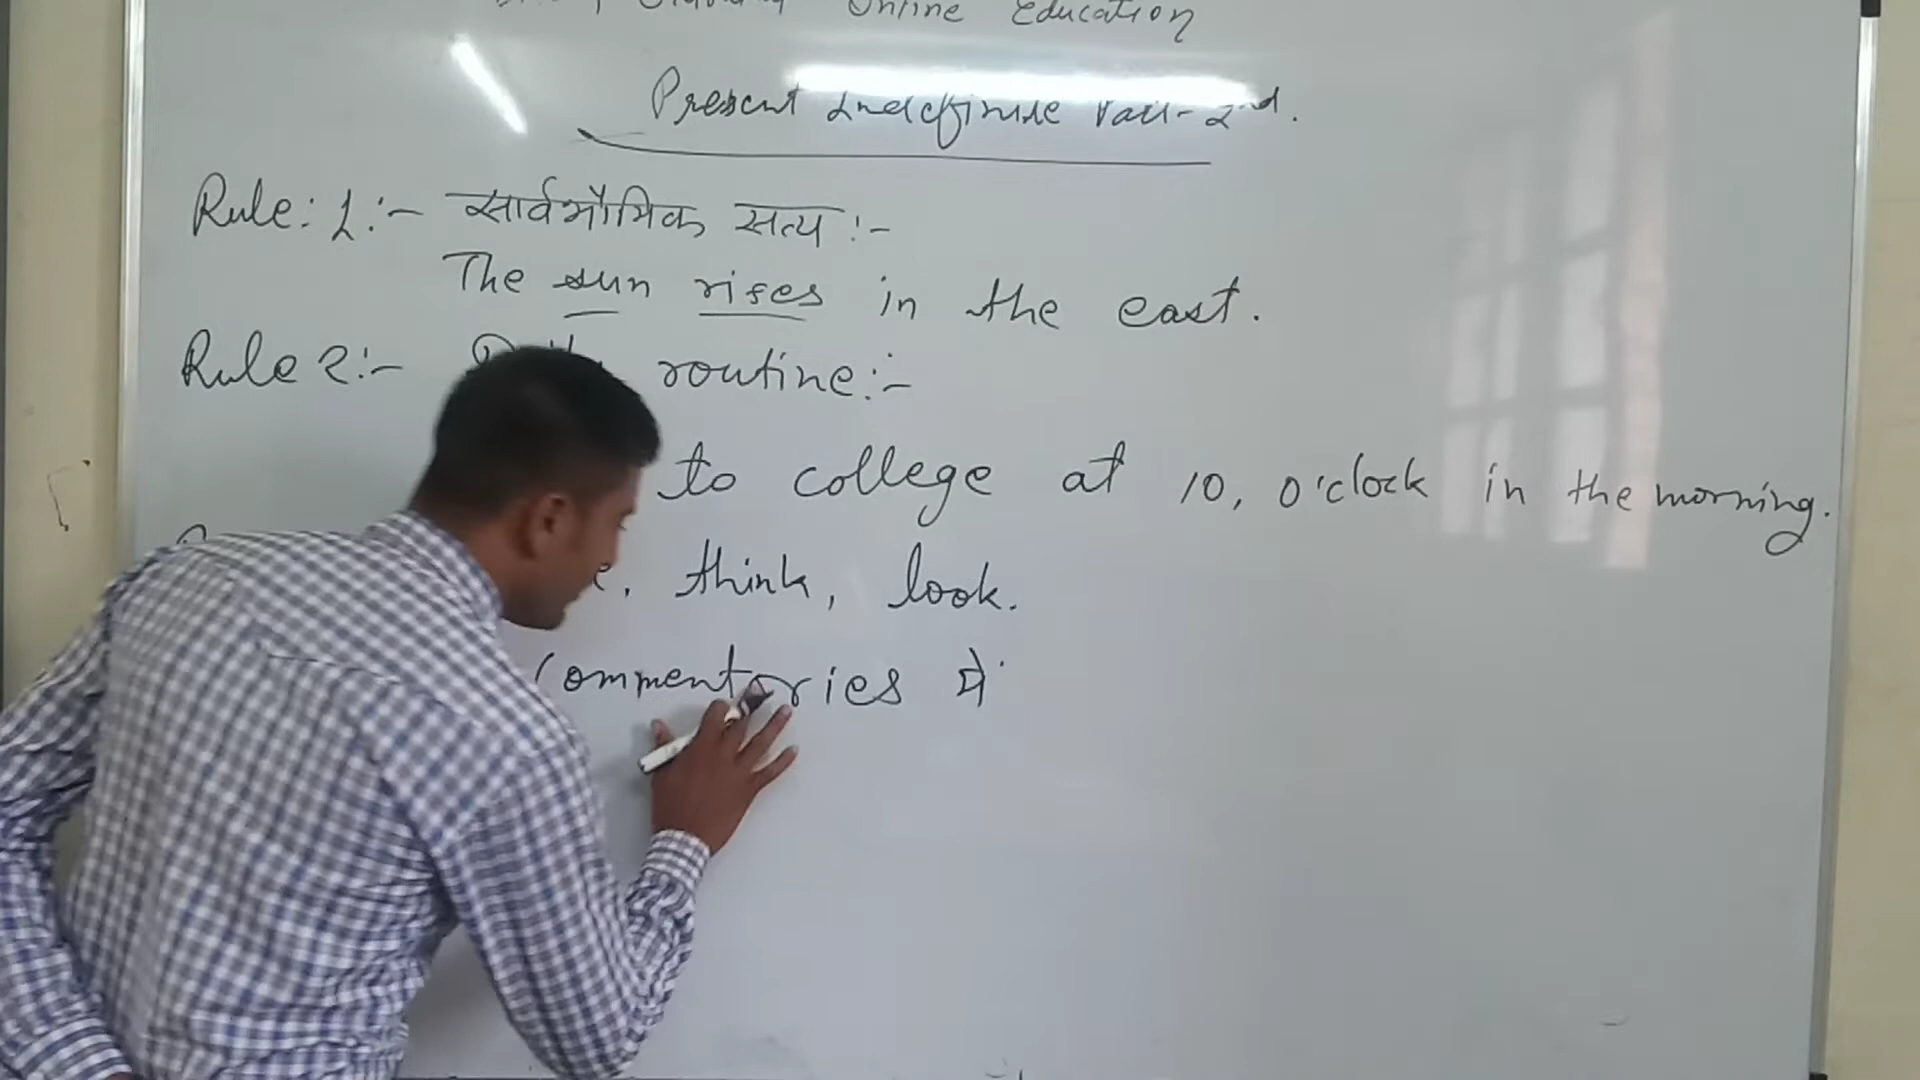 Online Education
Present Indefinite Part-2nd.
Rule: 1:- सार्वभौमिक सत्य :-
The sun rises in the east.
Rule 2:- routine:-
to college at 10, o'clock in the morning.
think, look.
Commentries में